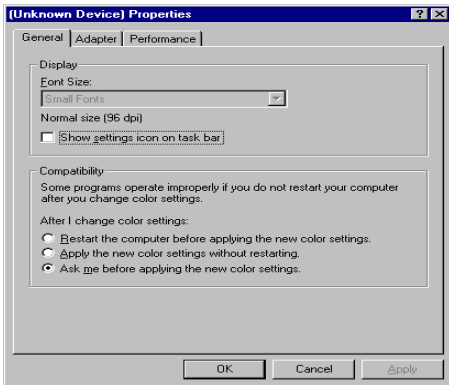 (Unknown Device) Properties
General Adapter Performance
Display
Font Size:
Small Fonts
Normal size (96 dpi)
Show settings icon on task bar
Compatibility
Some programs operate improperly if you do not restart your computer
after you change color settings.
After I change color settings:
Restart the computer before applying the new color settings.
Apply the new color settings without restarting.
Ask me before applying the new color settings.
OK Cancel Apply